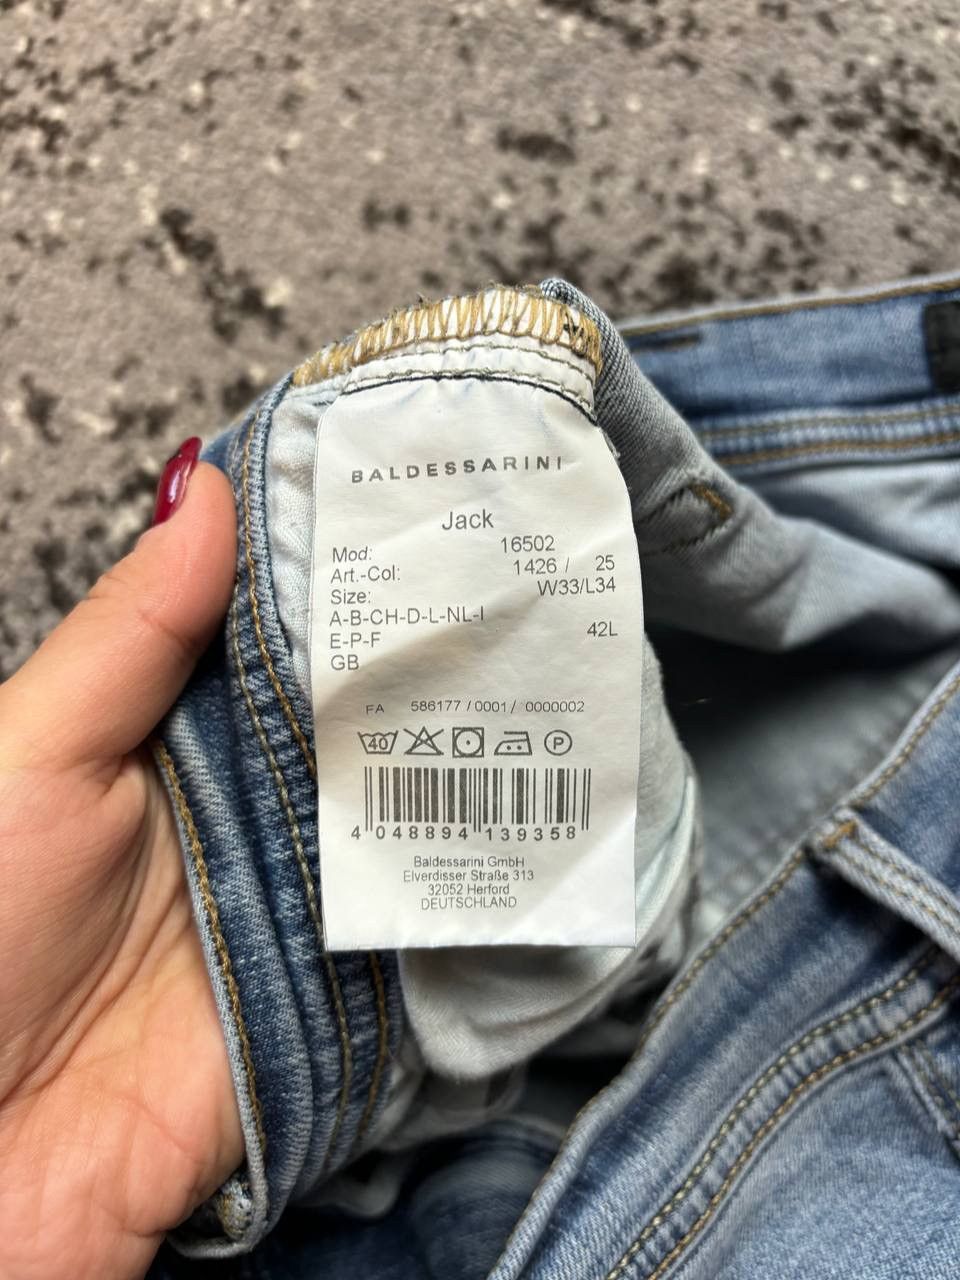 BALDESSARINI
Jack
Mod: 16502
Art.-Col: 1426 / 25
Size: W33/L34
A-B-CH-D-L-NL-I
E-P-F 42L
GB
FA 586177 / 0001 / 0000002
40 P
4 048894 139358
Baldessarini GmbH
Elverdisser Straße 313
32052 Herford
DEUTSCHLAND